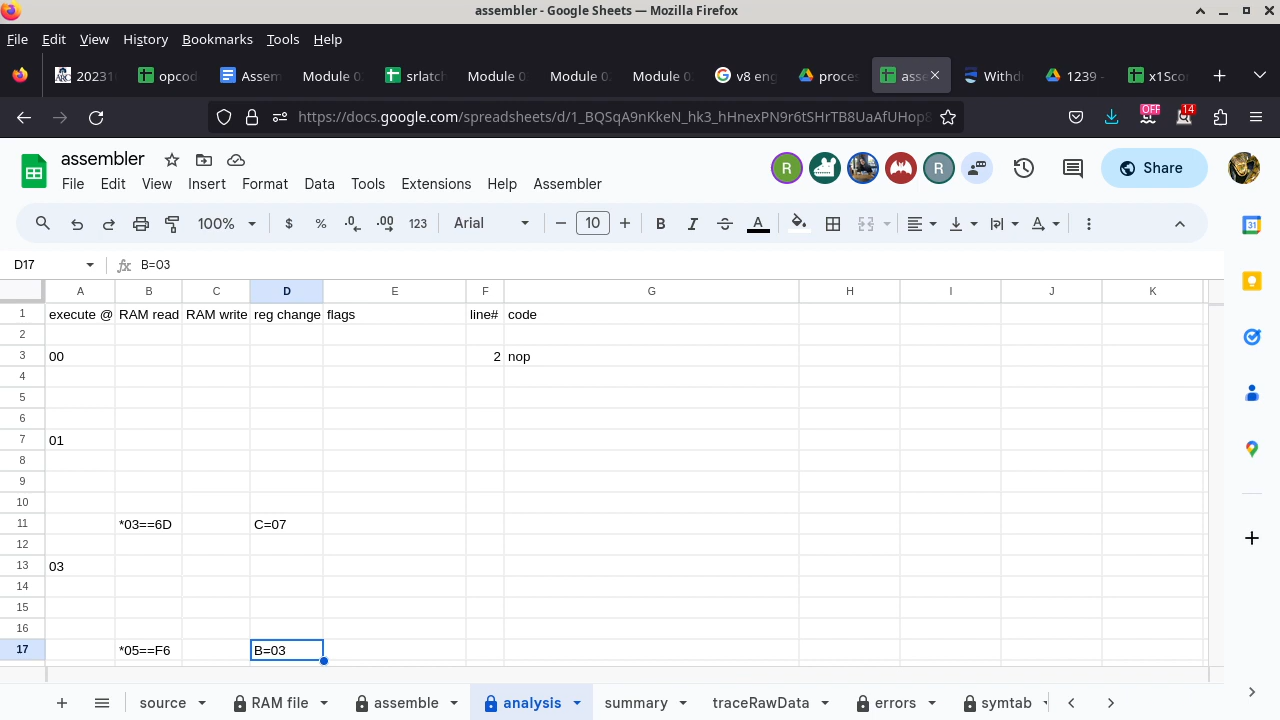 assembler - Google Sheets — Mozilla Firefox
File Edit View History Bookmarks Tools Help
20231 opcod Assem Module 0 srlatch Module 0 Module 0 Module 0 v8 eng proces asse Withd 1239 - x1Scor
https://docs.google.com/spreadsheets/d/1_BQSqA9nKkeN_hk3_hHnexPN9r6tSHrTB8UaAfUHop8 OFF 14
assembler
File Edit View Insert Format Data Tools Extensions Help Assembler
R R Share
100% $ % .0 .00 123 Arial 10 B I A
D17 fx B=03
A B C D E F G H I J K
1 execute @ RAM read RAM write reg change flags line# code
2
3 00 2 nop
4
5
6
7 01
8
9
10
11 *03==6D C=07
12
13 03
14
15
16
17 *05==F6 B=03
source RAM file assemble analysis summary traceRawData errors symtab
31